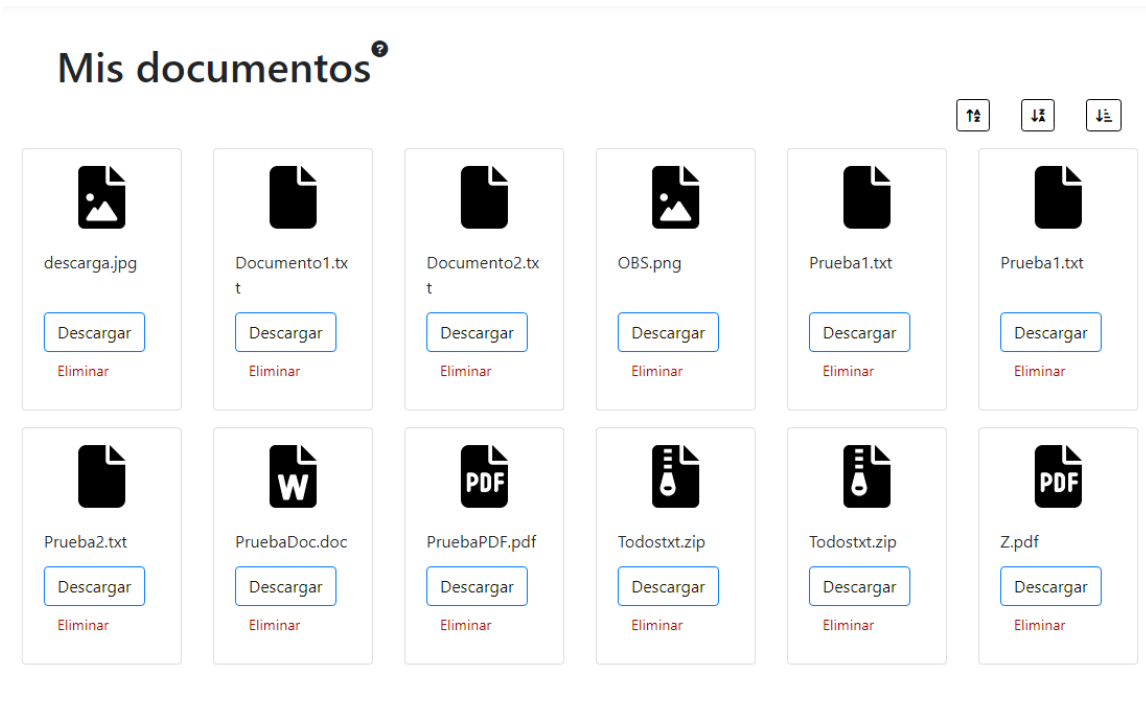 Mis documentos
descarga.jpg
Documento1.tx
t
Documento2.tx
t
OBS.png
Prueba1.txt
Prueba1.txt
Descargar
Descargar
Descargar
Descargar
Descargar
Descargar
Eliminar
Eliminar
Eliminar
Eliminar
Eliminar
Eliminar
W
PDF
PDF
Prueba2.txt
PruebaDoc.doc
PruebaPDF.pdf
Todostxt.zip
Todostxt.zip
Z.pdf
Descargar
Descargar
Descargar
Descargar
Descargar
Descargar
Eliminar
Eliminar
Eliminar
Eliminar
Eliminar
Eliminar